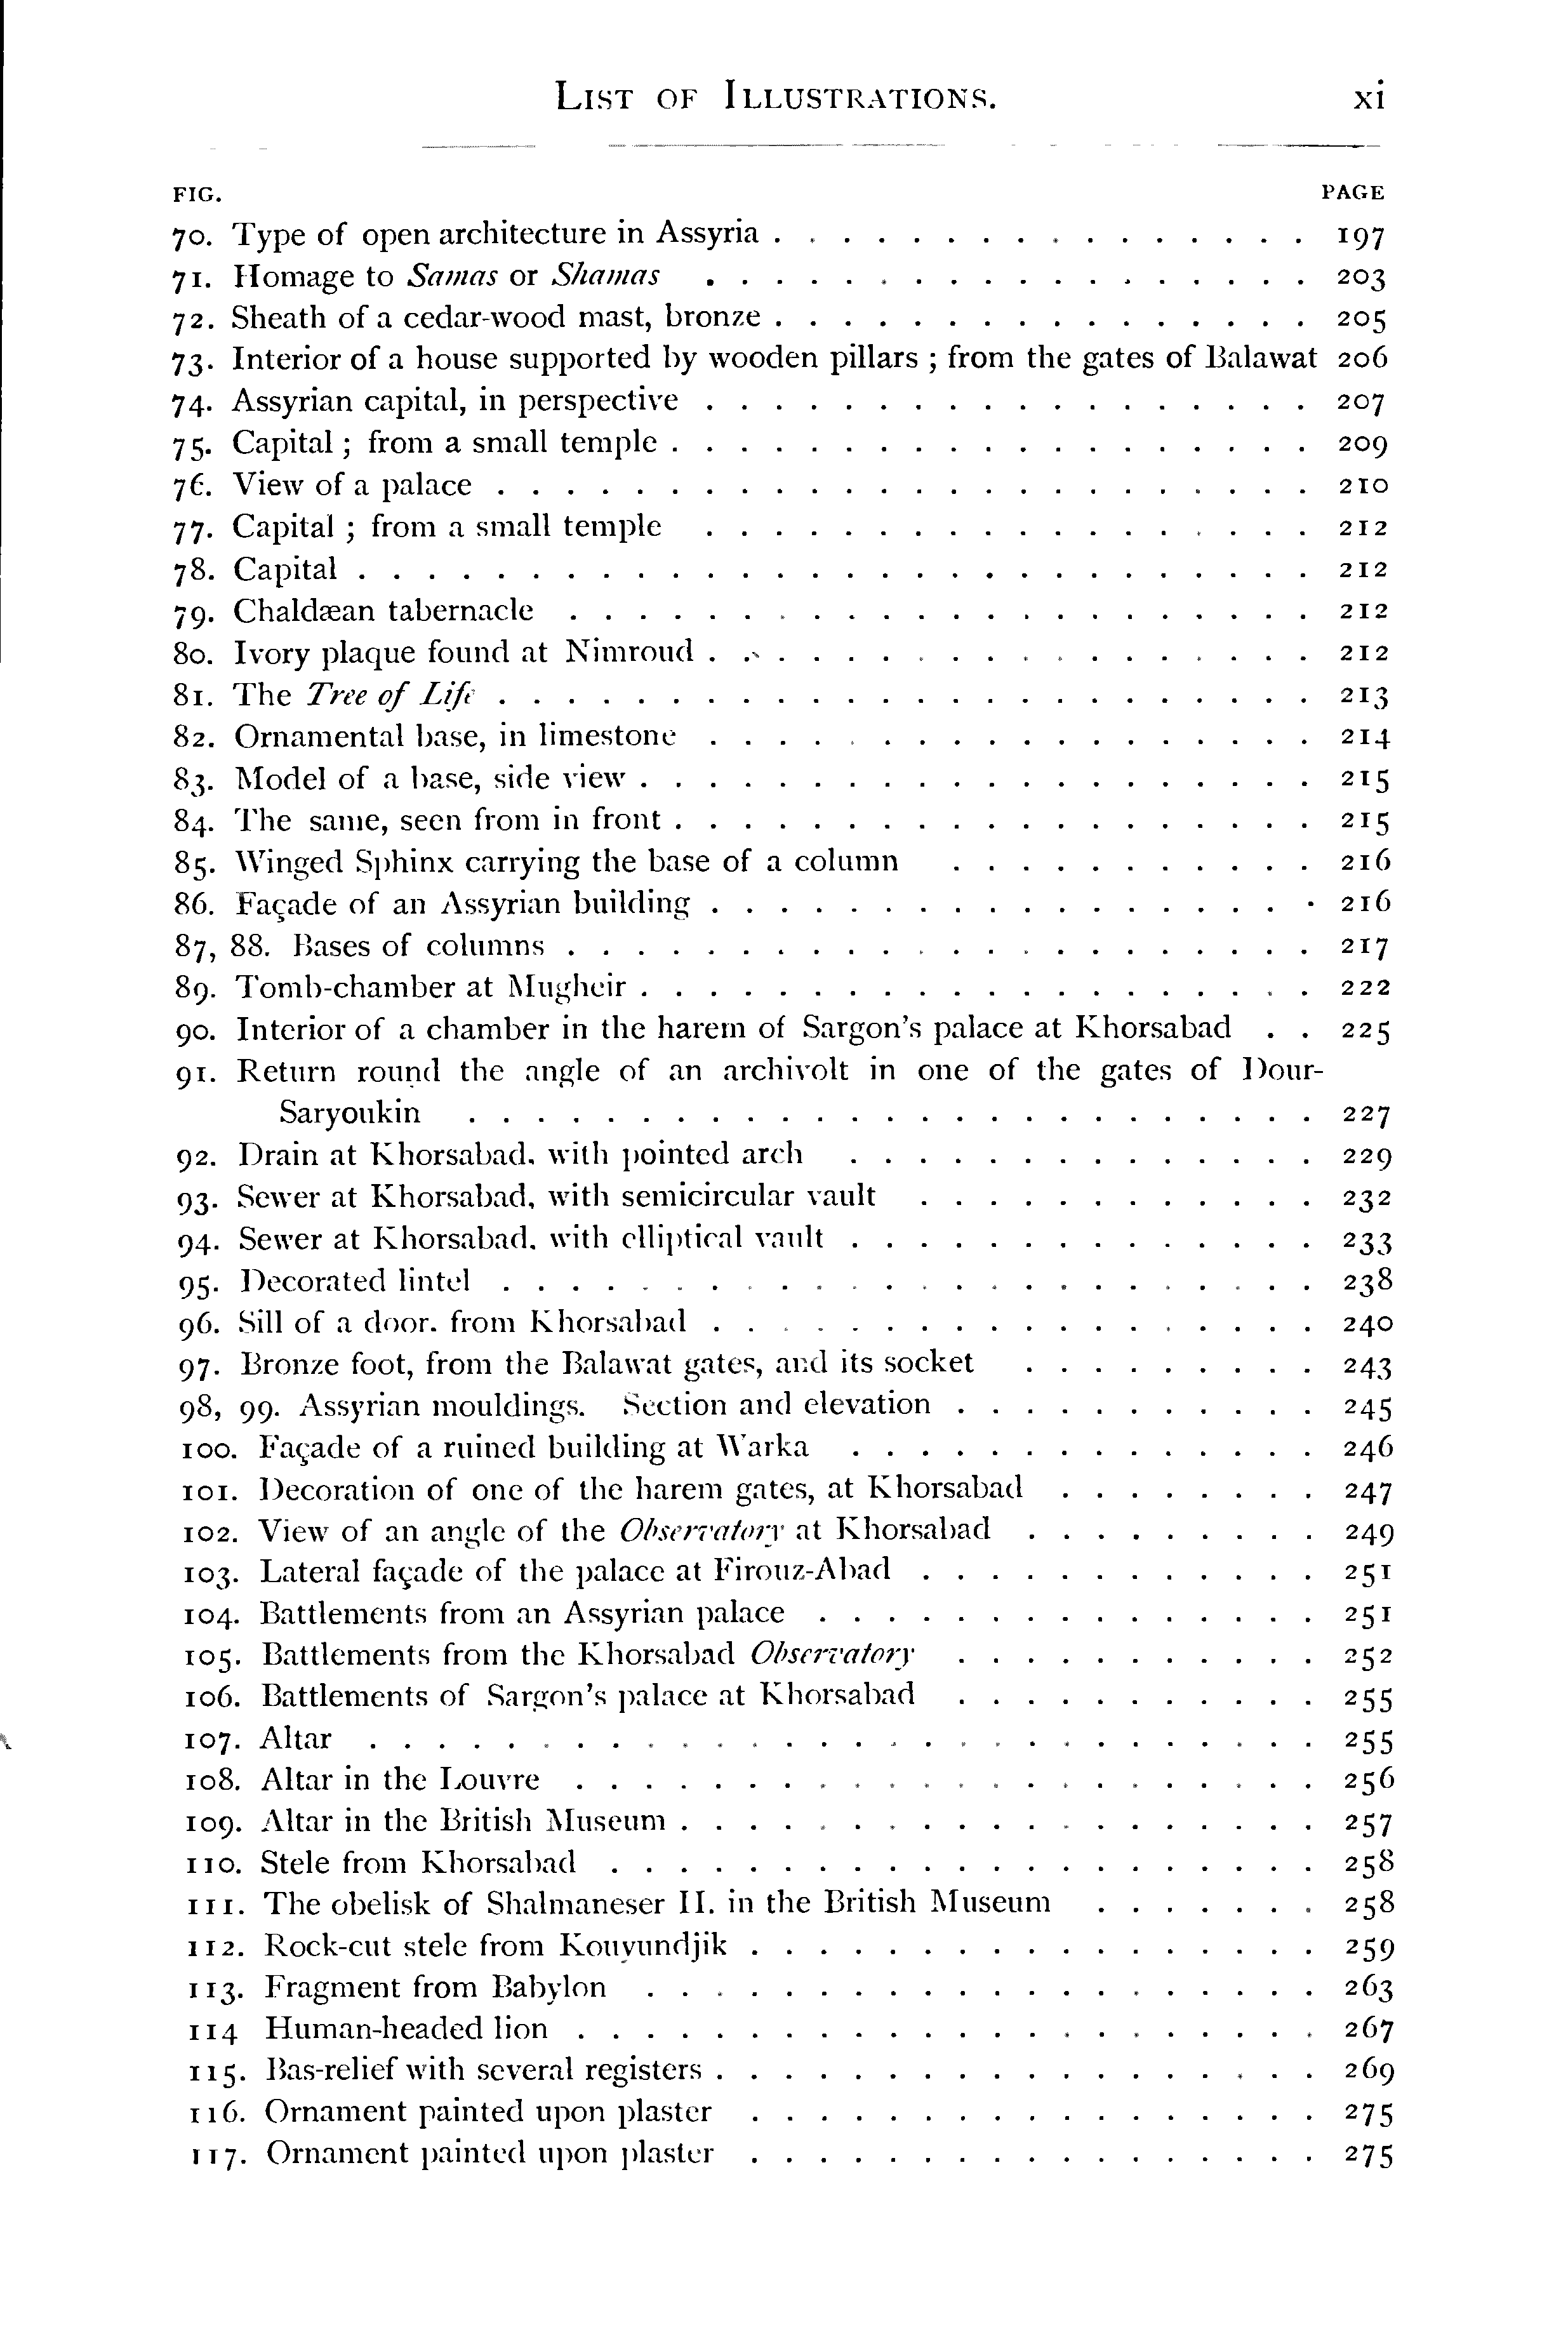 LIST OF ILLUSTRATIONS. xi
FIG. PAGE
70. Type of open architecture in Assyria . . . . . . . . . . . . . . . . 197
71. Homage to Samas or Shamas . . . . . . . . . . . . . . . . . . 203
72. Sheath of a cedar-wood mast, bronze . . . . . . . . . . . . . . . . 205
73. Interior of a house supported by wooden pillars ; from the gates of Balawat 206
74. Assyrian capital, in perspective . . . . . . . . . . . . . . . . . . 207
75. Capital ; from a small temple . . . . . . . . . . . . . . . . . . . 209
76. View of a palace . . . . . . . . . . . . . . . . . . . . . . . . 210
77. Capital ; from a small temple . . . . . . . . . . . . . . . . . . 212
78. Capital . . . . . . . . . . . . . . . . . . . . . . . . . . . . 212
79. Chaldæan tabernacle . . . . . . . . . . . . . . . . . . . . . . 212
80. Ivory plaque found at Nimroud . . . . . . . . . . . . . . . . . . 212
81. The Tree of Life . . . . . . . . . . . . . . . . . . . . . . . . 213
82. Ornamental base, in limestone . . . . . . . . . . . . . . . . . . 214
83. Model of a base, side view . . . . . . . . . . . . . . . . . . . . 215
84. The same, seen from in front . . . . . . . . . . . . . . . . . . . 215
85. Winged Sphinx carrying the base of a column . . . . . . . . . . . 216
86. Façade of an Assyrian building . . . . . . . . . . . . . . . . . . 216
87, 88. Bases of columns . . . . . . . . . . . . . . . . . . . . . . 217
89. Tomb-chamber at Mugheir . . . . . . . . . . . . . . . . . . . . 222
90. Interior of a chamber in the harem of Sargon's palace at Khorsabad . . 225
91. Return round the angle of an archivolt in one of the gates of Dour-
Saryoukin . . . . . . . . . . . . . . . . . . . . . . . . . 227
92. Drain at Khorsabad, with pointed arch . . . . . . . . . . . . . . 229
93. Sewer at Khorsabad, with semicircular vault . . . . . . . . . . . . 232
94. Sewer at Khorsabad, with elliptical vault . . . . . . . . . . . . . . 233
95. Decorated lintel . . . . . . . . . . . . . . . . . . . . . . . . 238
96. Sill of a door, from Khorsabad . . . . . . . . . . . . . . . . . . 240
97. Bronze foot, from the Balawat gates, and its socket . . . . . . . . . 243
98, 99. Assyrian mouldings. Section and elevation . . . . . . . . . . . 245
100. Façade of a ruined building at Warka . . . . . . . . . . . . . . 246
101. Decoration of one of the harem gates, at Khorsabad . . . . . . . . 247
102. View of an angle of the Observatory at Khorsabad . . . . . . . . . 249
103. Lateral façade of the palace at Firouz-Abad . . . . . . . . . . . . 251
104. Battlements from an Assyrian palace . . . . . . . . . . . . . . . 251
105. Battlements from the Khorsabad Observatory . . . . . . . . . . . 252
106. Battlements of Sargon's palace at Khorsabad . . . . . . . . . . . 255
107. Altar . . . . . . . . . . . . . . . . . . . . . . . . . . . . 255
108. Altar in the Louvre . . . . . . . . . . . . . . . . . . . . . . 256
109. Altar in the British Museum . . . . . . . . . . . . . . . . . . . 257
110. Stele from Khorsabad . . . . . . . . . . . . . . . . . . . . . 258
111. The obelisk of Shalmaneser II. in the British Museum . . . . . . . 258
112. Rock-cut stele from Kouyundjik . . . . . . . . . . . . . . . . . 259
113. Fragment from Babylon . . . . . . . . . . . . . . . . . . . . 263
114 Human-headed lion . . . . . . . . . . . . . . . . . . . . . . 267
115. Bas-relief with several registers . . . . . . . . . . . . . . . . . . 269
116. Ornament painted upon plaster . . . . . . . . . . . . . . . . . 275
117. Ornament painted upon plaster . . . . . . . . . . . . . . . . . 275